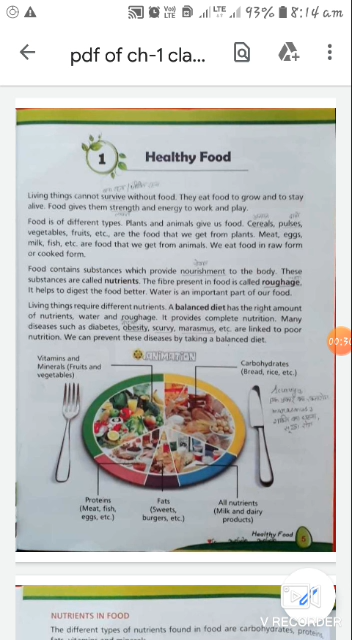 Voo)
LTE
LTE
93% 8:14 am
pdf of ch-1 cla...
1
Healthy Food
Living things cannot survive without food. They eat food to grow and to stay
alive. Food gives them strength and energy to work and play.
Food is of different types. Plants and animals give us food. Cereals, pulses,
vegetables, fruits, etc., are the food that we get from plants. Meat, eggs,
milk, fish, etc. are food that we get from animals. We eat food in raw form
or cooked form.
Food contains substances which provide nourishment to the body. These
substances are called nutrients. The fibre present in food is called roughage.
It helps to digest the food better. Water is an important part of our food.
Living things require different nutrients. A balanced diet has the right amount
of nutrients, water and roughage. It provides complete nutrition. Many
diseases such as diabetes, obesity, scurvy, marasmus, etc. are linked to poor
nutrition. We can prevent these diseases by taking a balanced diet.
ANIMATION
Vitamins and
Minerals (Fruits and
vegetables)
Carbohydrates
(Bread, rice, etc.)
Proteins
(Meat, fish,
eggs, etc.)
Fats
(Sweets,
burgers, etc.)
All nutrients
(Milk and dairy
products)
Healthy Food
5
00:3
NUTRIENTS IN FOOD
The different types of nutrients found in food are carbohydrates, proteins,
fats, vitamins and minerals.
V RECORDER